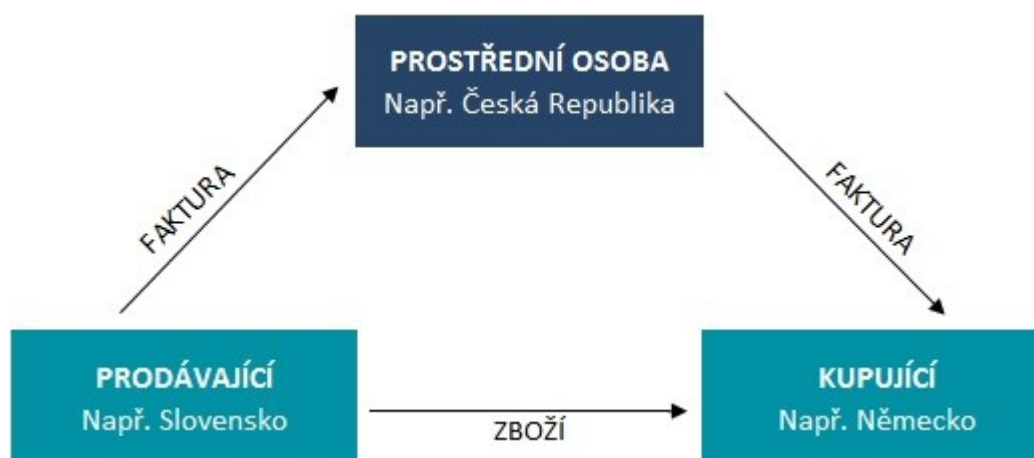 PROSTŘEDNÍ OSOBA
Např. Česká Republika
FAKTURA
FAKTURA
PRODÁVAJÍCÍ
Např. Slovensko
ZBOŽÍ
KUPUJÍCÍ
Např. Německo